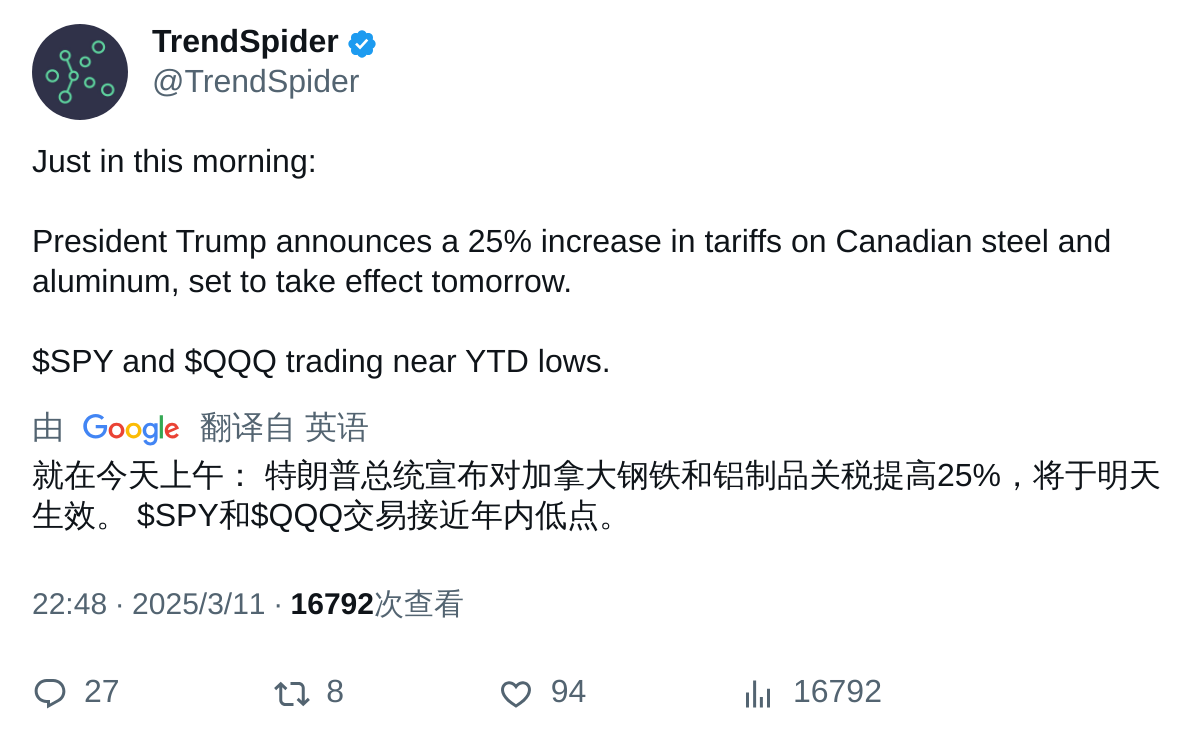 TrendSpider
@TrendSpider
Just in this morning:
President Trump announces a 25% increase in tariffs on Canadian steel and
aluminum, set to take effect tomorrow.
$SPY and $QQQ trading near YTD lows.
由 Google 翻译自 英语
就在今天上午： 特朗普总统宣布对加拿大钢铁和铝制品关税提高25%，将于明天
生效。 $SPY和$QQQ交易接近年内低点。
22:48 · 2025/3/11 · 16792次查看
27 8 94 16792